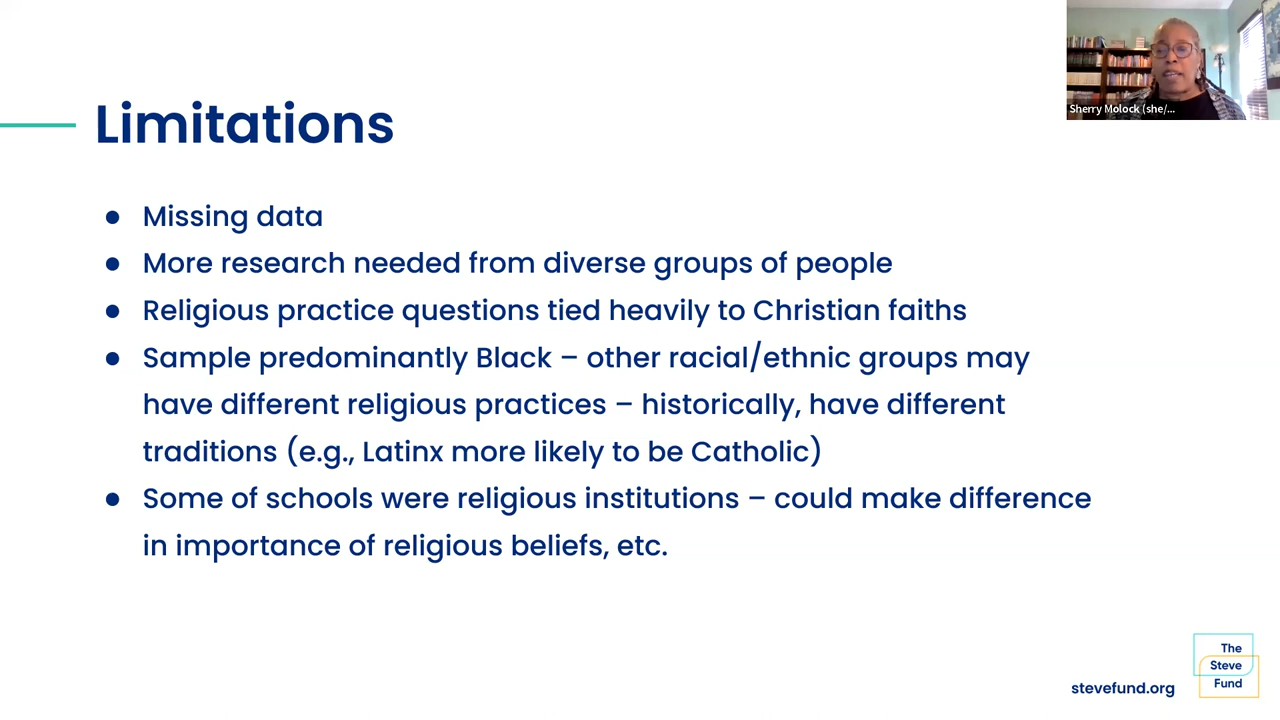 Sherry Molock (she/...
Limitations
● Missing data
● More research needed from diverse groups of people
● Religious practice questions tied heavily to Christian faiths
● Sample predominantly Black – other racial/ethnic groups may
have different religious practices – historically, have different
traditions (e.g., Latinx more likely to be Catholic)
● Some of schools were religious institutions – could make difference
in importance of religious beliefs, etc.
stevefund.org
The
Steve
Fund